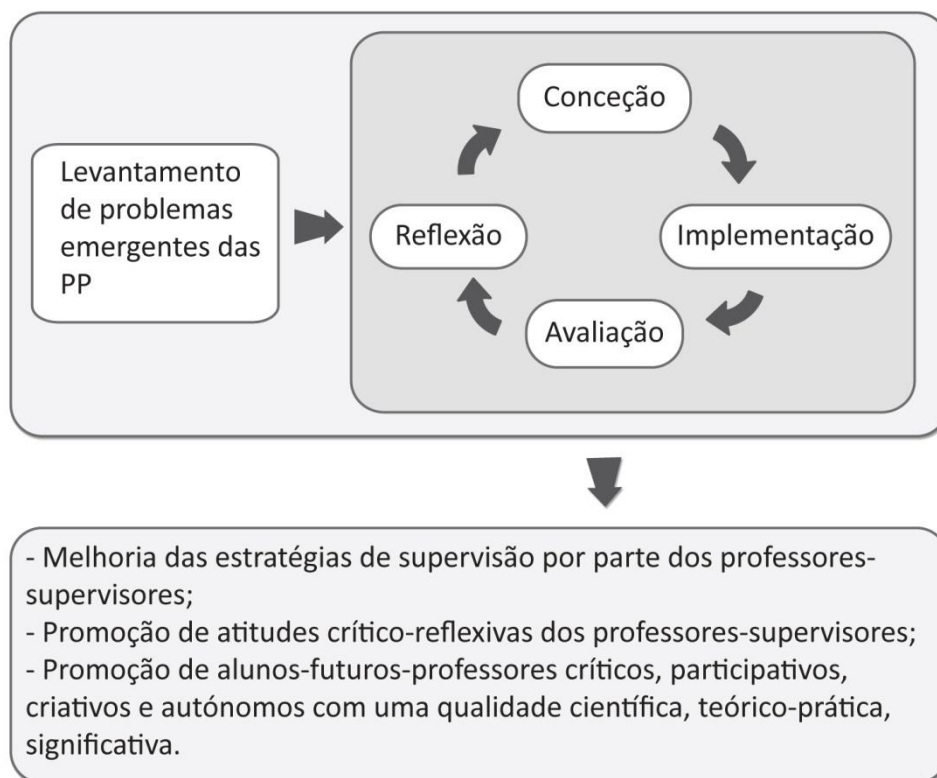 Conceção
Levantamento
de problemas
emergentes das
PP
Reflexão
Implementação
Avaliação
- Melhoria das estratégias de supervisão por parte dos professores-
supervisores;
- Promoção de atitudes crítico-reflexivas dos professores-supervisores;
- Promoção de alunos-futuros-professores críticos, participativos,
criativos e autónomos com uma qualidade científica, teórico-prática,
significativa.